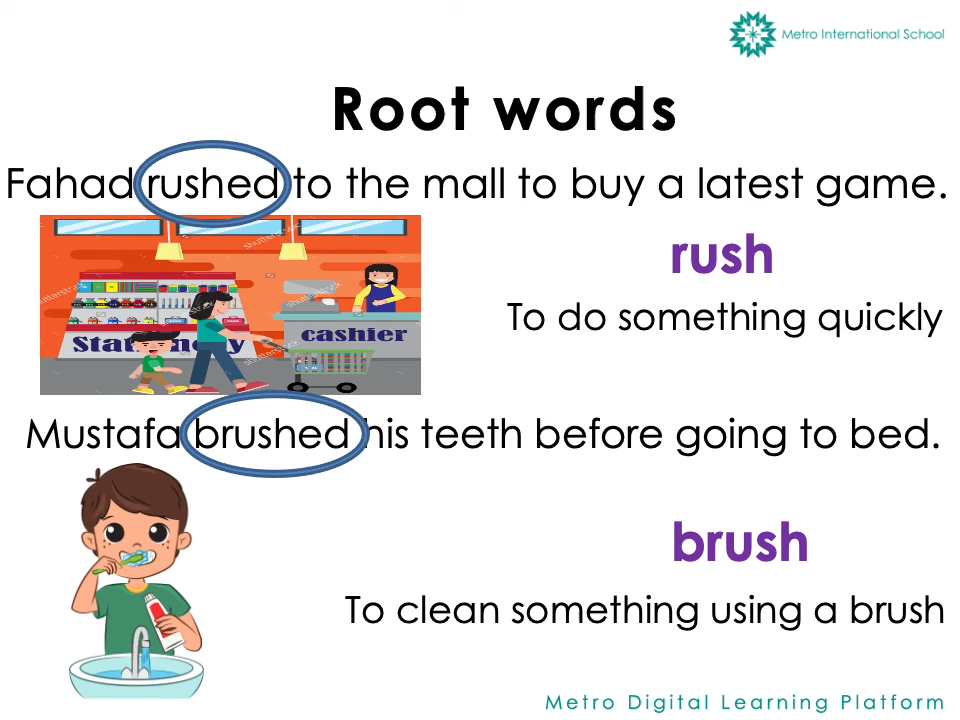 Metro International School
Root words
Fahad rushed to the mall to buy a latest game.
rush
To do something quickly
Stationery
cashier
Mustafa brushed his teeth before going to bed.
brush
To clean something using a brush
Metro Digital Learning Platform